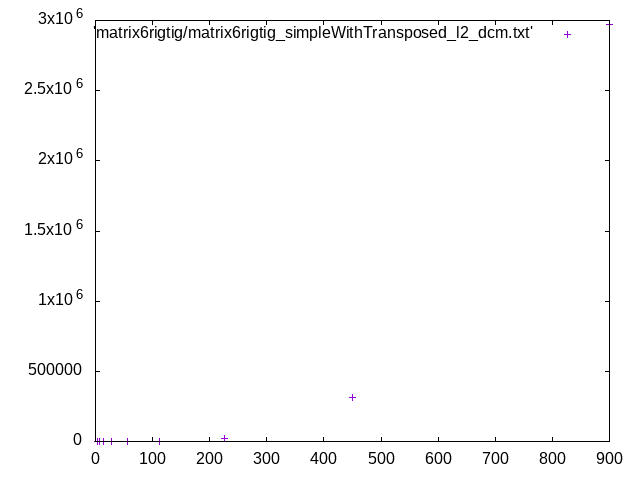 3x10 6
'matrix6rigtig/matrix6rigtig_simpleWithTransposed_l2_dcm.txt'
2.5x10 6
2x10 6
1.5x10 6
1x10 6
500000
0
0 100 200 300 400 500 600 700 800 900